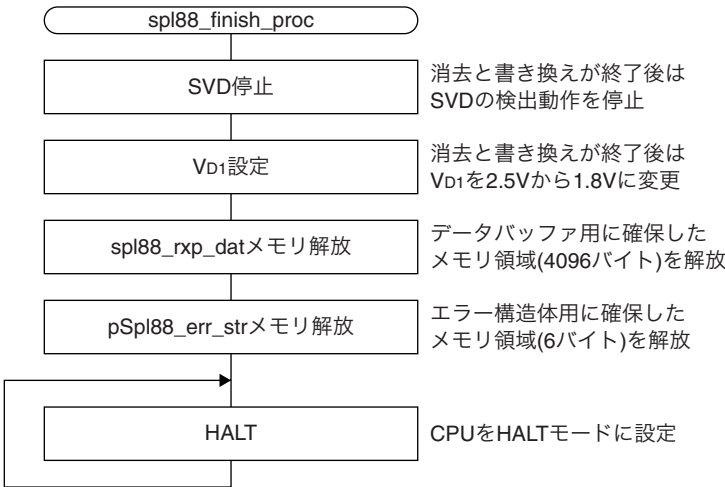 spl88_finish_proc
SVD停止
消去と書き換えが終了後は
SVDの検出動作を停止
VD1設定
消去と書き換えが終了後は
VD1を2.5Vから1.8Vに変更
spl88_rxp_datメモリ解放
データバッファ用に確保した
メモリ領域(4096バイト)を解放
pSpl88_err_strメモリ解放
エラー構造体用に確保した
メモリ領域(6バイト)を解放
HALT
CPUをHALTモードに設定